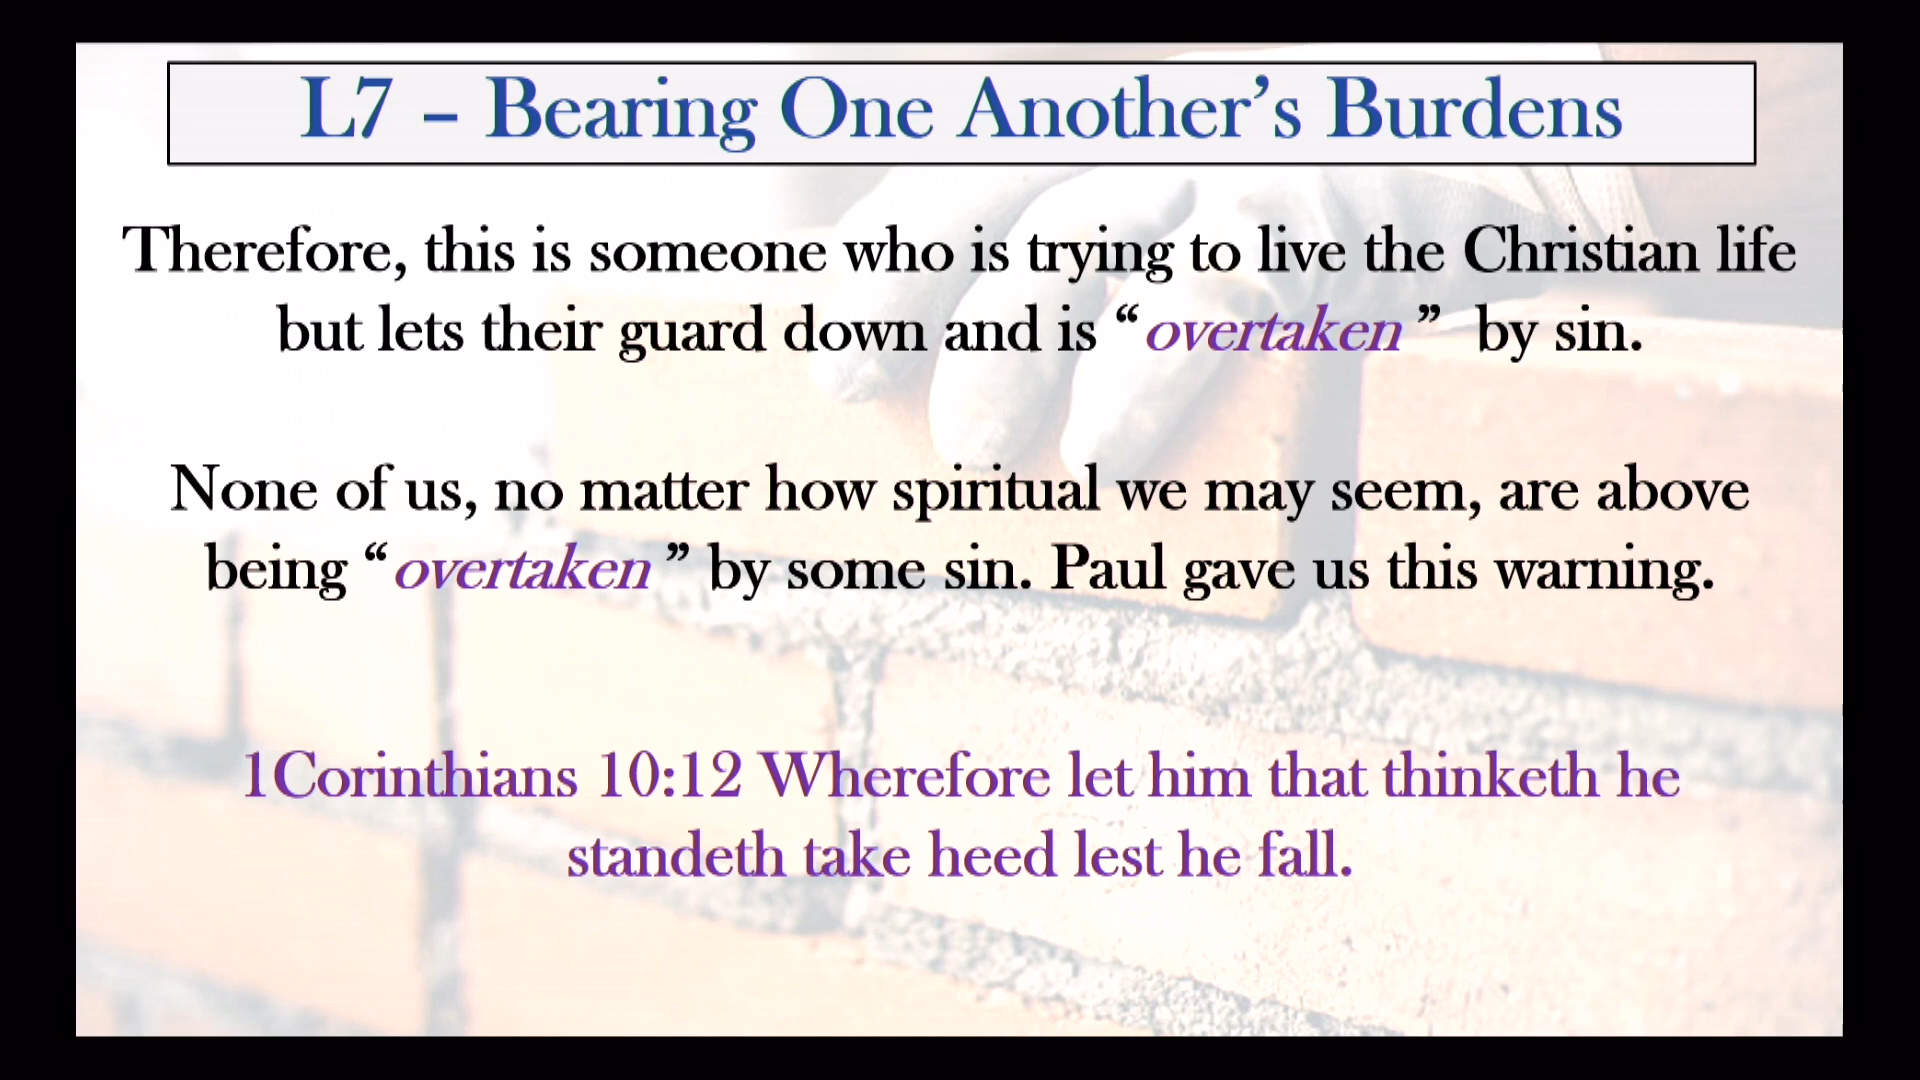 L7 – Bearing One Another’s Burdens
Therefore, this is someone who is trying to live the Christian life
but lets their guard down and is “overtaken ” by sin.
None of us, no matter how spiritual we may seem, are above
being “overtaken ” by some sin. Paul gave us this warning.
1Corinthians 10:12 Wherefore let him that thinketh he
standeth take heed lest he fall.